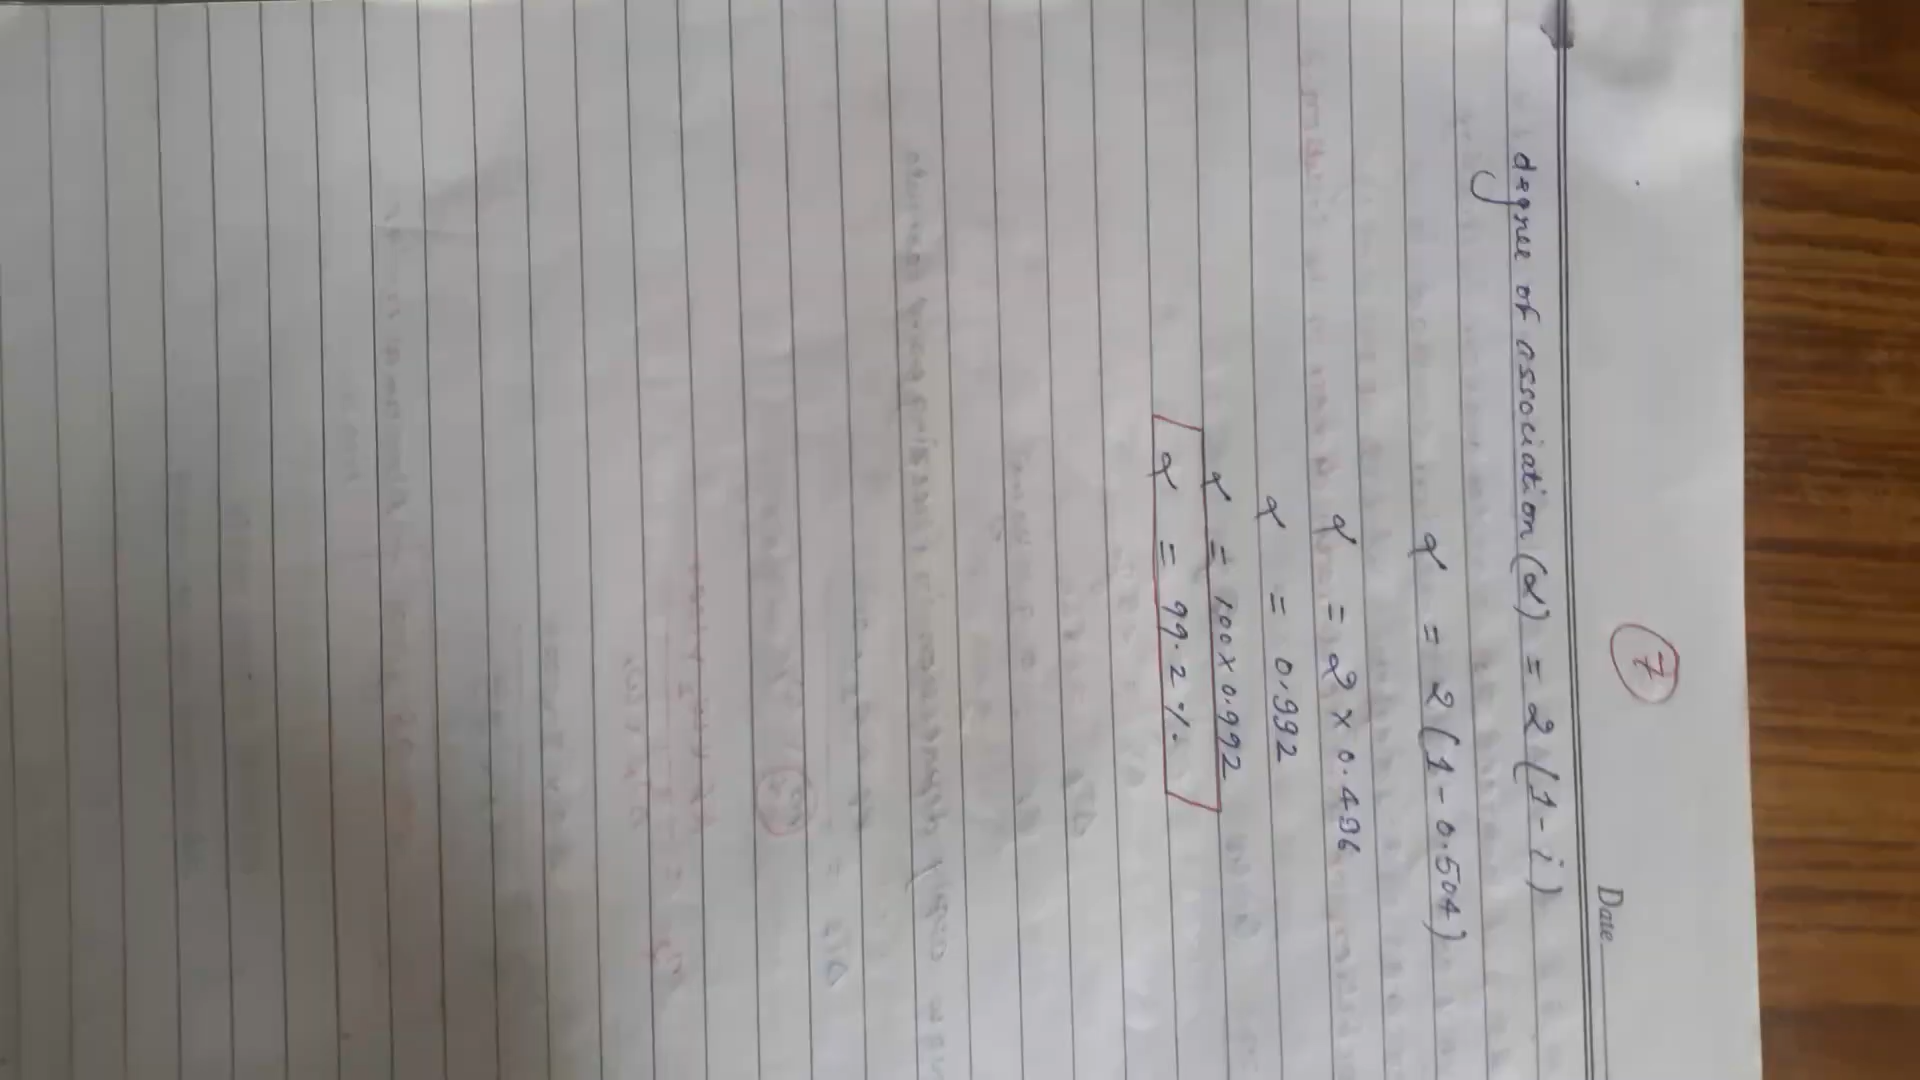 7
Date
degree of association (α) = 2 (1 - i)
α = 2 (1 - 0.504)
α = 2 × 0.496
α = 0.992
α = 100 × 0.992
α = 99.2 %